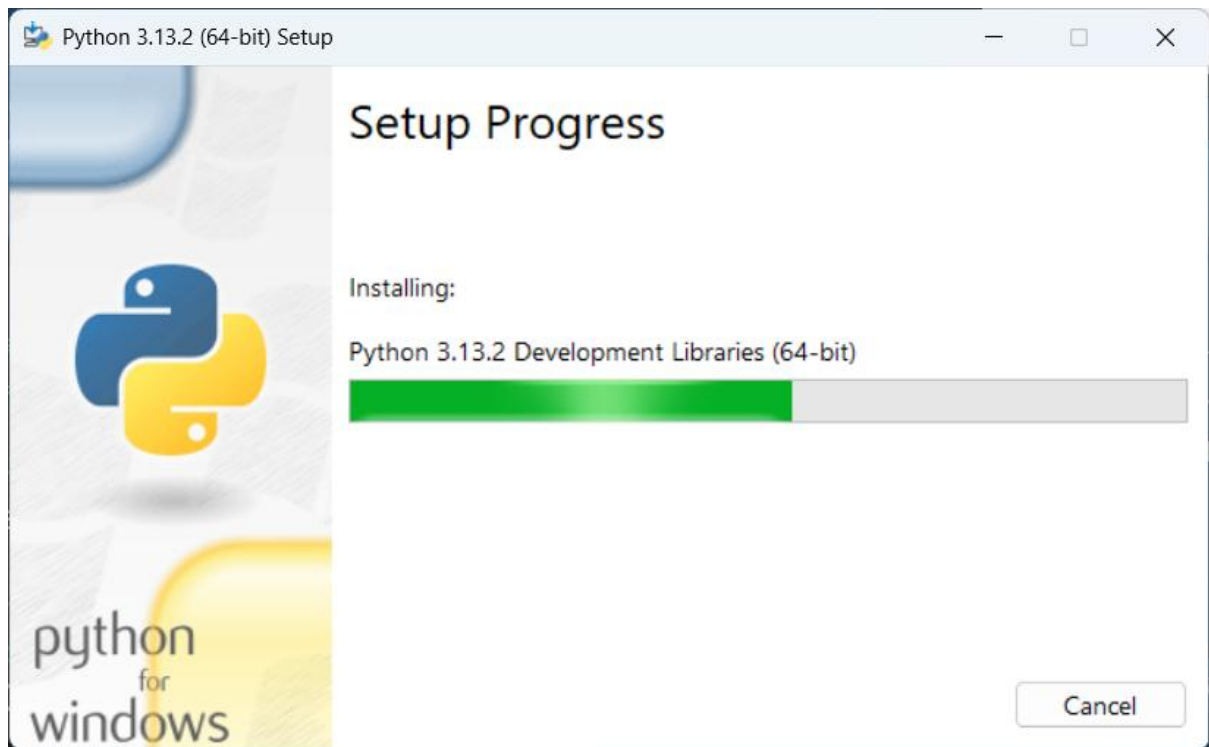 Python 3.13.2 (64-bit) Setup
Setup Progress
Installing:
Python 3.13.2 Development Libraries (64-bit)
python
for
windows
Cancel